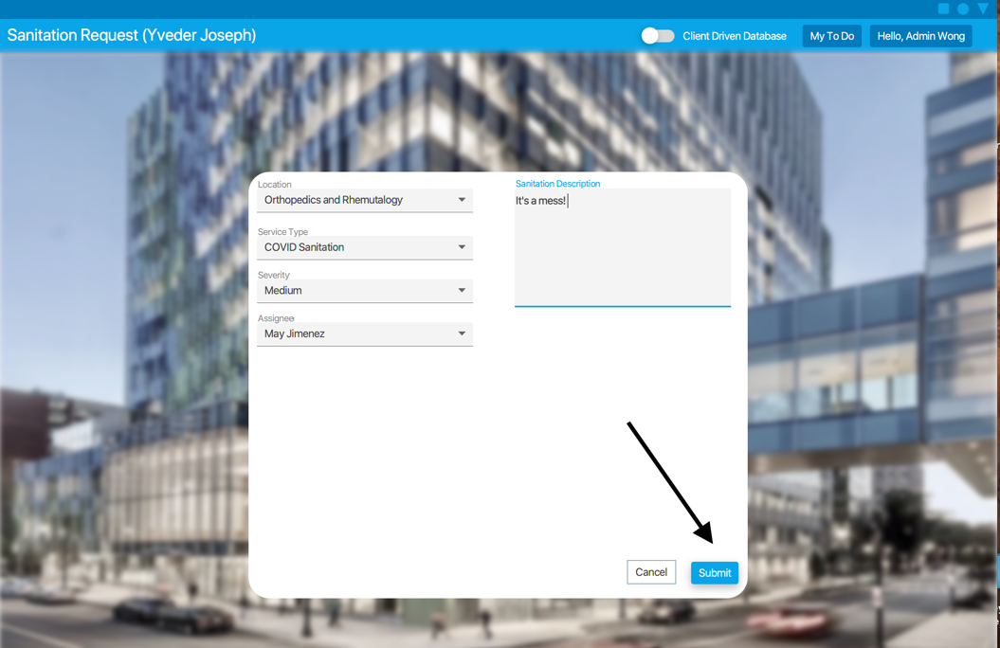 Sanitation Request (Yveder Joseph)
Client Driven Database
My To Do
Hello, Admin Wong
Location
Orthopedics and Rhemutalogy
Service Type
COVID Sanitation
Severity
Medium
Assignee
May Jimenez
Sanitation Description
It's a mess!
Cancel
Submit